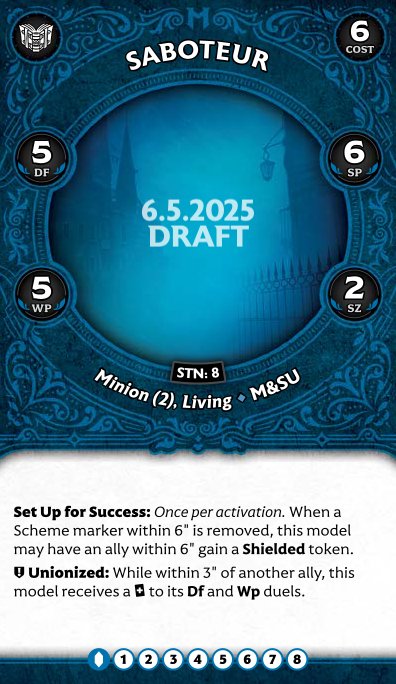 SABOTEUR
6
COST
5
DF
6
SP
6.5.2025
DRAFT
5
WP
2
SZ
STN: 8
Minion (2), Living ◆ M&SU
Set Up for Success: Once per activation. When a
Scheme marker within 6" is removed, this model
may have an ally within 6" gain a Shielded token.
Unionized: While within 3" of another ally, this
model receives a to its Df and Wp duels.
1 2 3 4 5 6 7 8